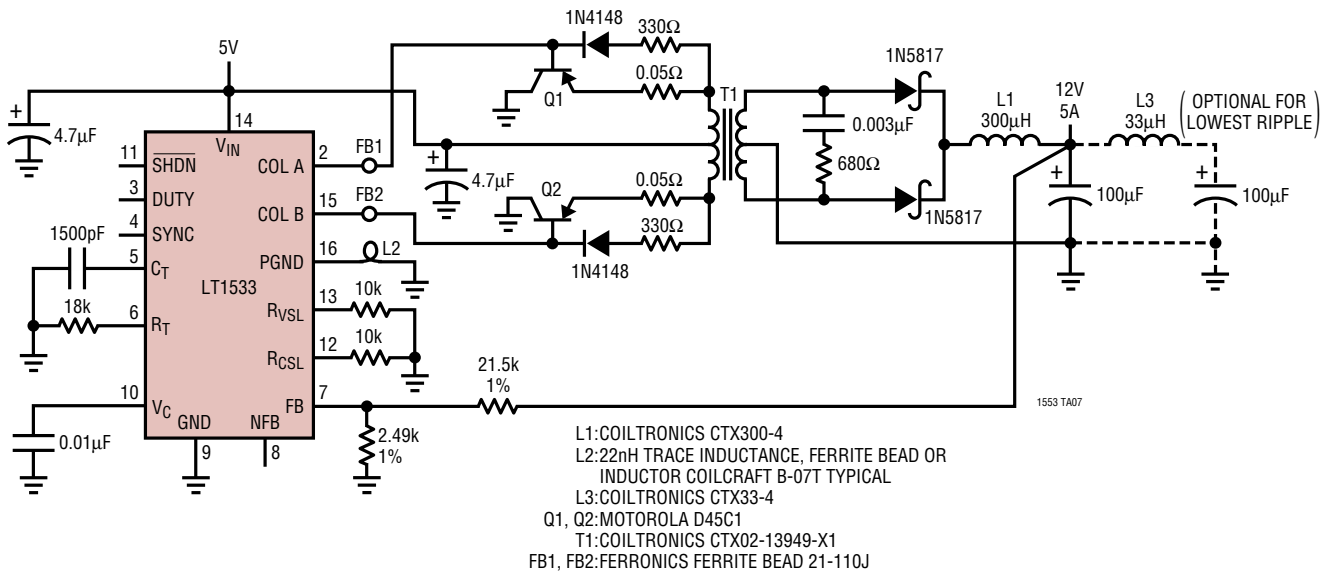 1N4148
330Ω
5V
0.05Ω
1N5817
Q1
T1
L1
300µH
12V
5A
L3
33µH
(OPTIONAL FOR
LOWEST RIPPLE)
+
4.7µF
14
VIN
11
SHDN
COL A
2
FB1
0.003µF
680Ω
3
DUTY
+
4.7µF
Q2
0.05Ω
COL B
15
FB2
+
100µF
+
100µF
4
SYNC
330Ω
1N5817
1500pF
5
CT
PGND
16
L2
1N4148
LT1533
18k
6
RT
RVSL
13
10k
RCSL
12
10k
21.5k
1%
10
VC
FB
7
1553 TA07
GND
NFB
0.01µF
9
8
2.49k
1%
L1:COILTRONICS CTX300-4
L2:22nH TRACE INDUCTANCE, FERRITE BEAD OR
INDUCTOR COILCRAFT B-07T TYPICAL
L3:COILTRONICS CTX33-4
Q1, Q2:MOTOROLA D45C1
T1:COILTRONICS CTX02-13949-X1
FB1, FB2:FERRONICS FERRITE BEAD 21-110J